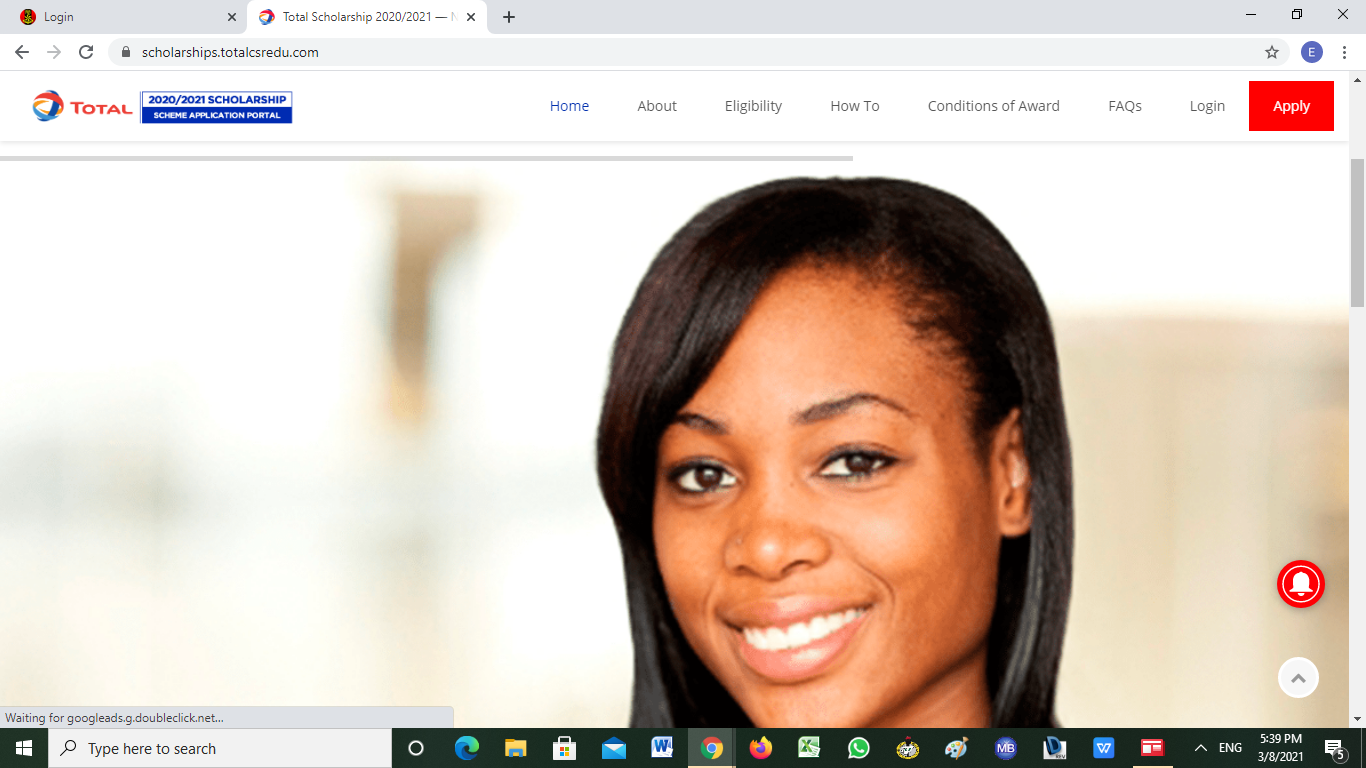 Login
Total Scholarship 2020/2021 —
scholarships.totalcsredu.com
E
TOTAL
2020/2021 SCHOLARSHIP
SCHEME APPLICATION PORTAL
Home
About
Eligibility
How To
Conditions of Award
FAQs
Login
Apply
Waiting for googleads.g.doubleclick.net...
Type here to search
MB
ENG
5:39 PM
3/8/2021
5